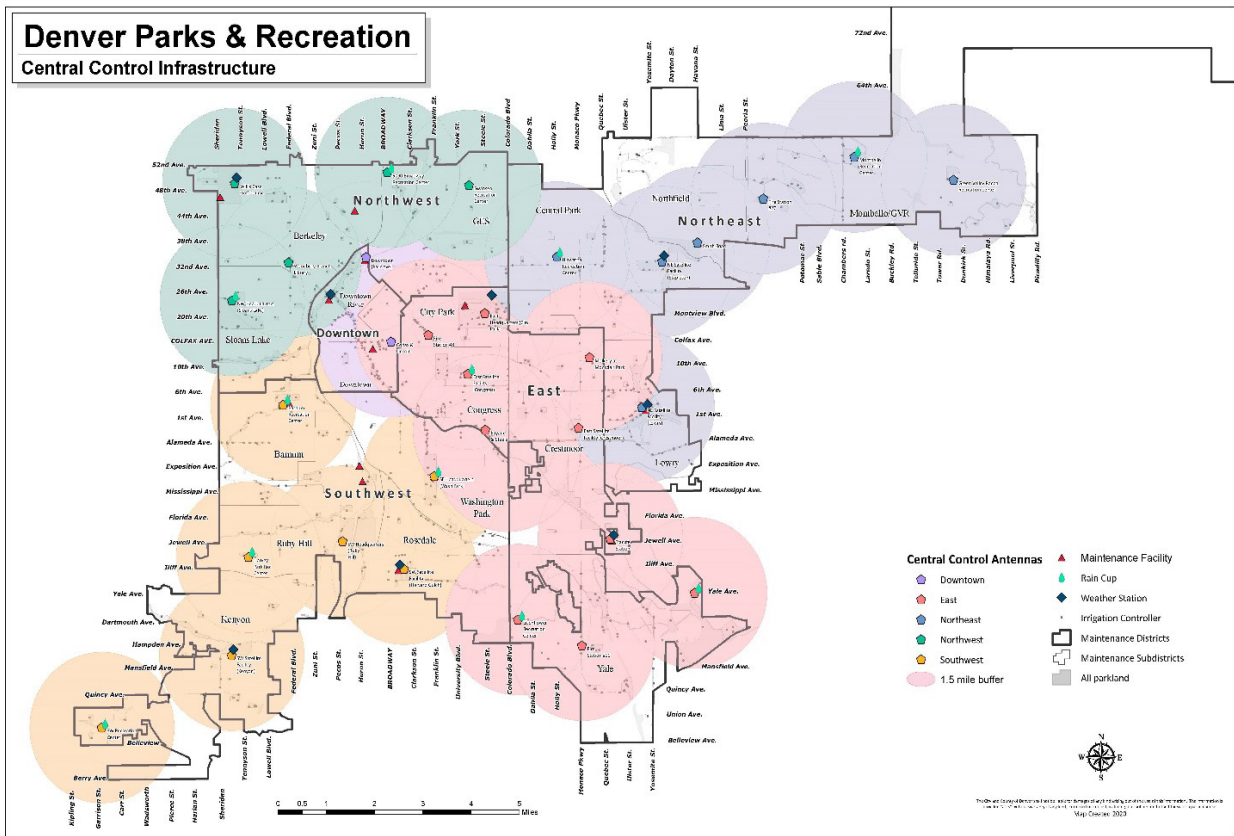 Denver Parks & Recreation
Central Control Infrastructure
72nd Ave.
64th Ave.
Yosemite St.
Dayton St.
Havana St.
Sheridan
Tennyson St.
Lowell Blvd.
Federal Blvd.
Zuni St.
Pecos St.
Huron St.
BROADWAY
Clarkson St.
Franklin St.
York St.
Steele St.
Colorado Blvd
Dahlia St.
Holly St.
Monaco Pkwy
Quebec St.
Ulster St.
Lima St.
Peoria St.
52nd Ave.
48th Ave.
44th Ave.
38th Ave.
32nd Ave.
26th Ave.
20th Ave.
COLFAX AVE.
10th Ave.
6th Ave.
1st Ave.
Alameda Ave.
Exposition Ave.
Mississippi Ave.
Florida Ave.
Jewell Ave.
Iliff Ave.
Yale Ave.
Dartmouth Ave.
Hampden Ave.
Mansfield Ave.
Quincy Ave.
Belleview
Berry Ave.
Northwest
GES
Berkeley
Sloans Lake
Central Park
Northfield
Northeast
Montbello/GVR
Green Valley Ranch
Recreation Center
Potomac St.
Sable Blvd.
Chambers rd.
Laredo St.
Buckley Rd.
Telluride St.
Tower Rd.
Dunkirk St.
Himalaya Rd.
Liverpool St.
Picadilly Rd.
Downtown
Downtown
City Park
East
Congress
Crestmoor
Lowry
Washington
Park
Barnum
Southwest
Ruby Hill
Rosedale
Kenyon
Yale
Montview Blvd.
Colfax Ave.
10th Ave.
6th Ave.
1st Ave.
Alameda Ave.
Exposition Ave.
Mississippi Ave.
Florida Ave.
Jewell Ave.
Iliff Ave.
Yale Ave.
Mansfield Ave.
Quincy Ave.
Union Ave.
Belleview Ave.
Federal Blvd.
Zuni St.
Pecos St.
Huron St.
BROADWAY
Clarkson St.
Franklin St.
University Blvd.
Steele St.
Colorado Blvd.
Dahlia St.
Holly St.
Monaco Pkwy
Quebec St.
Ulster St.
Yosemite St.
Kipling St.
Garrison St.
Carr St.
Wadsworth
Pierce St.
Harlan St.
Sheridan
Tennyson St.
Lowell Blvd.
0 0.5 1 2 3 4 5
Miles
Central Control Antennas
Downtown
East
Northeast
Northwest
Southwest
1.5 mile buffer
Maintenance Facility
Rain Cup
Weather Station
Irrigation Controller
Maintenance Districts
Maintenance Subdistricts
All parkland
N
W E
S
Map Created 2023